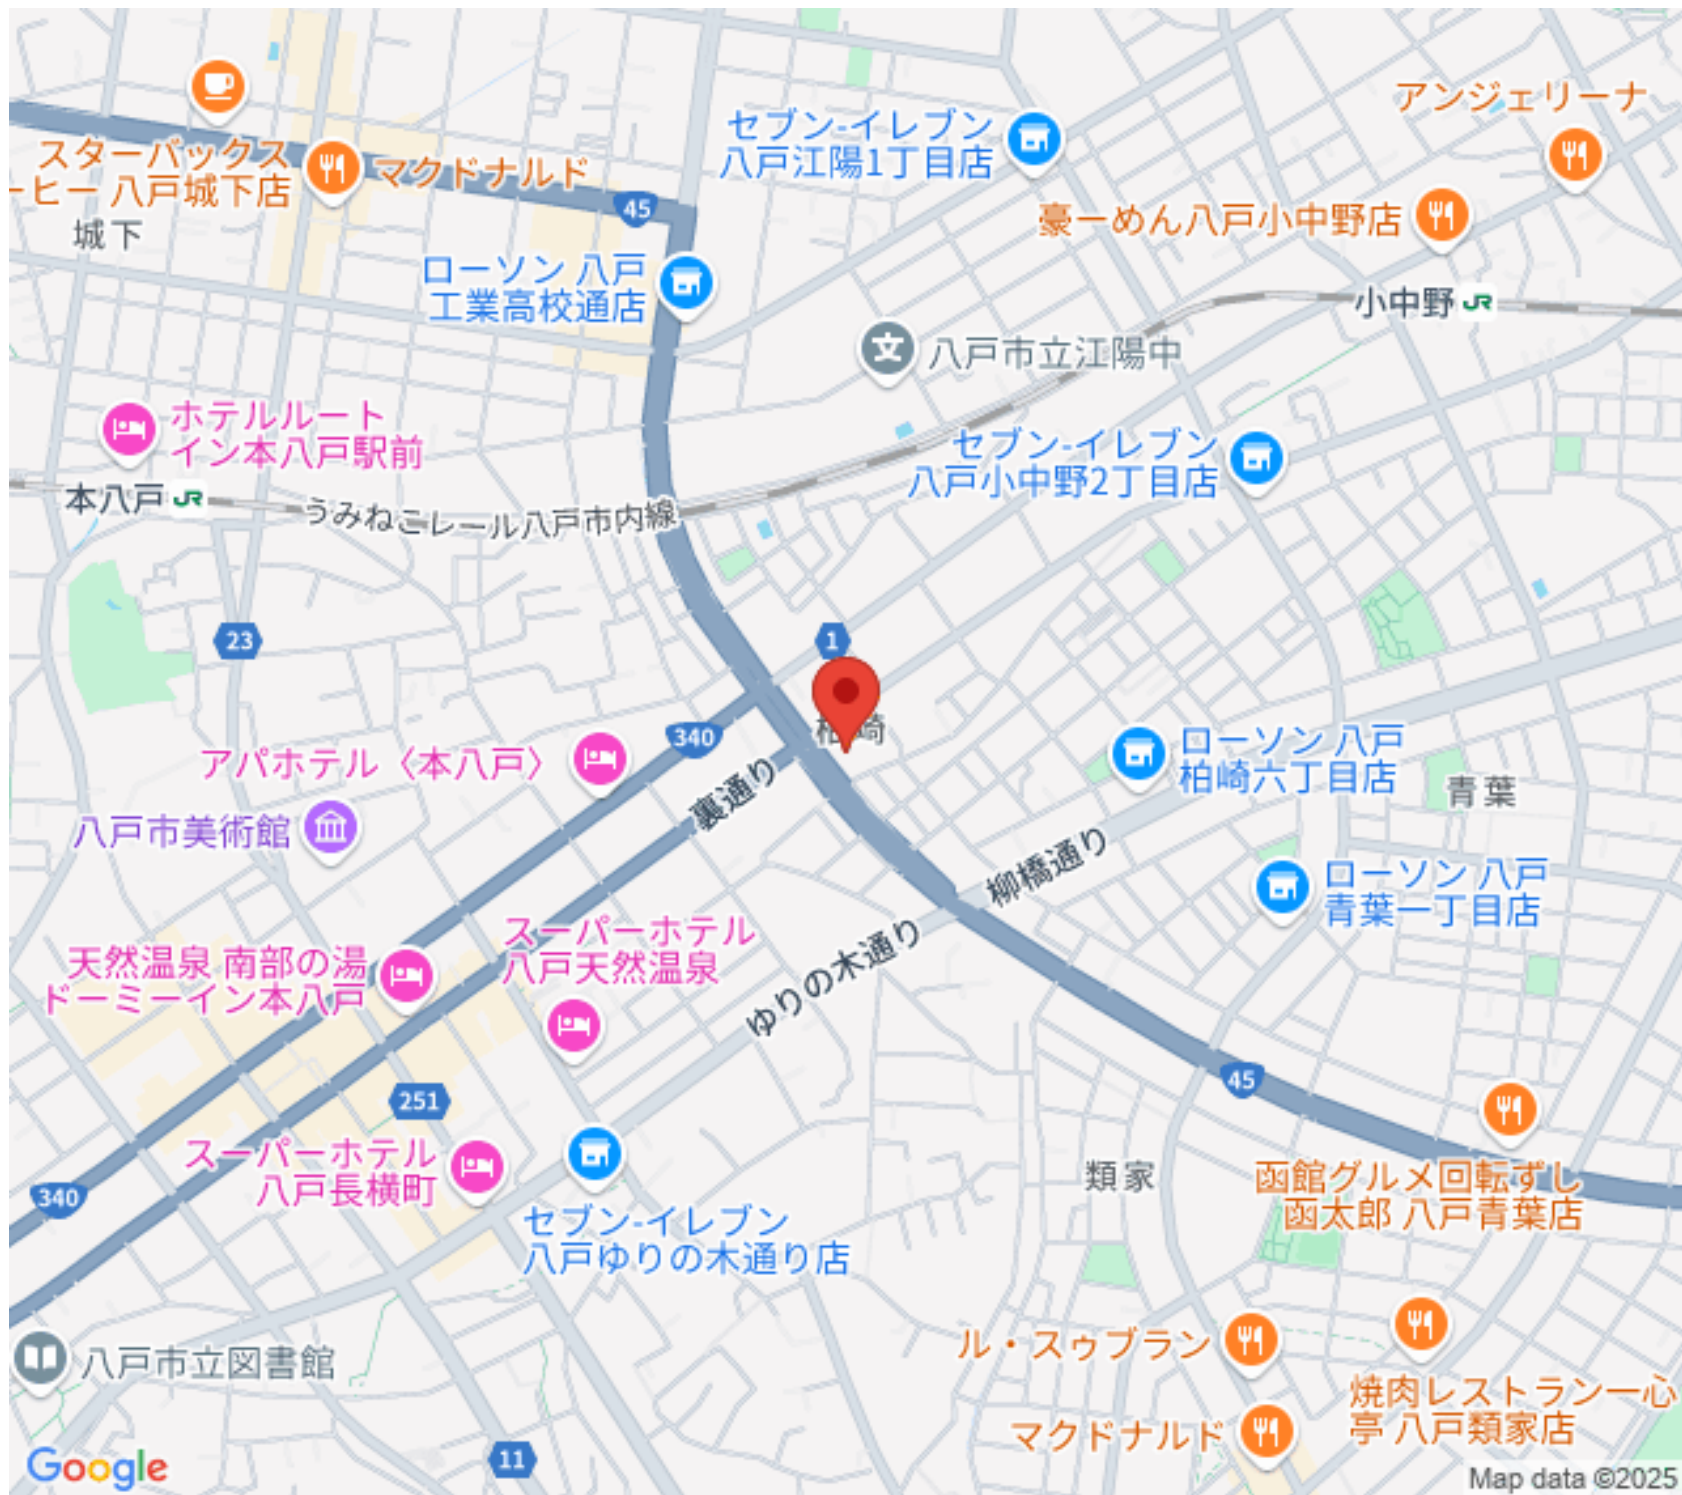 アンジェリーナ
セブン-イレブン
八戸江陽1丁目店
スターバックス
ーヒー 八戸城下店
マクドナルド
45
豪ーめん八戸小中野店
城下
ローソン 八戸
工業高校通店
小中野 JR
八戸市立江陽中
ホテルルート
イン本八戸駅前
セブン-イレブン
八戸小中野2丁目店
本八戸 JR
うみねこレール八戸市内線
23
1
柏崎
340
アパホテル〈本八戸〉
裏通り
ローソン 八戸
柏崎六丁目店
青葉
八戸市美術館
柳橋通り
ローソン 八戸
青葉一丁目店
スーパーホテル
八戸天然温泉
天然温泉 南部の湯
ドーミーイン本八戸
ゆりの木通り
45
251
スーパーホテル
八戸長横町
340
類家
函館グルメ回転ずし
函太郎 八戸青葉店
セブン-イレブン
八戸ゆりの木通り店
ル・スゥブラン
八戸市立図書館
焼肉レストラン一心
亭 八戸類家店
マクドナルド
11
Google
Map data ©2025